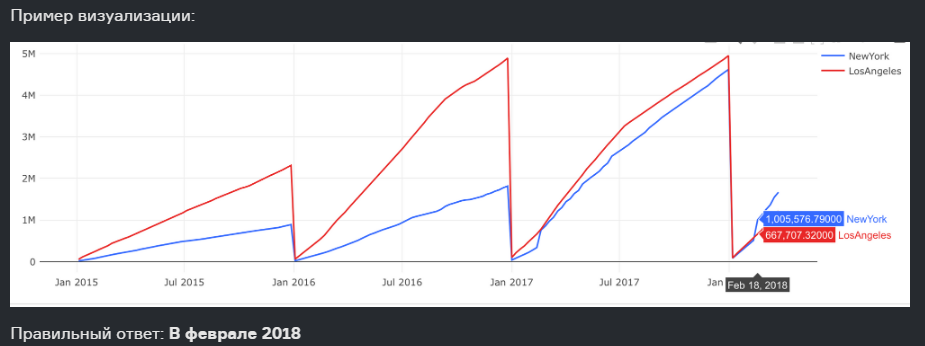 Пример визуализации:
5M
NewYork
LosAngeles
4M
3M
2M
1M
1,005,576.79000 NewYork
667,707.32000 LosAngeles
0
Jan 2015
Jul 2015
Jan 2016
Jul 2016
Jan 2017
Jul 2017
Jan
Feb 18, 2018
Правильный ответ: В феврале 2018